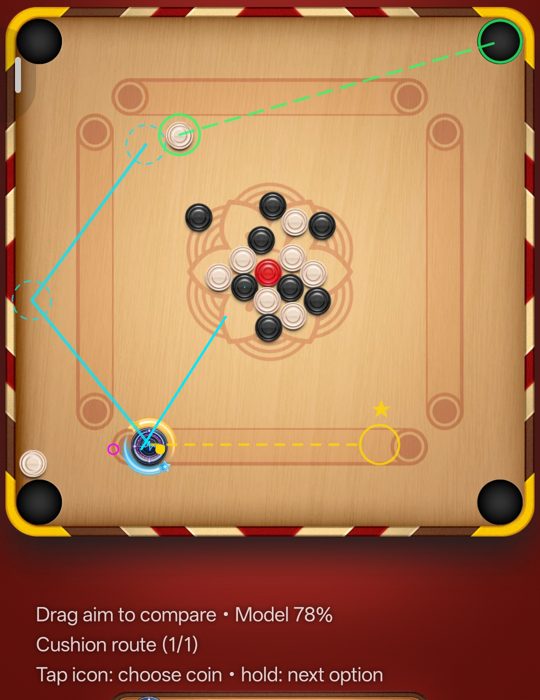 Drag aim to compare • Model 78%
Cushion route (1/1)
Tap icon: choose coin • hold: next option